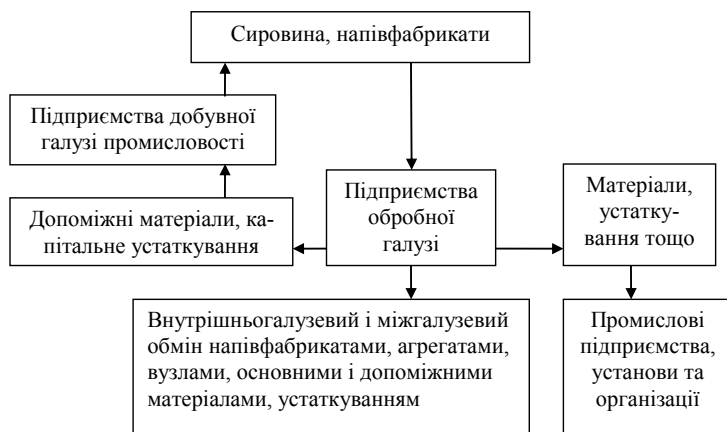 Сировина, напівфабрикати
Підприємства добувної
галузі промисловості
Допоміжні матеріали, ка-
пітальне устаткування
Підприємства
обробної
галузі
Матеріали,
устатку-
вання тощо
Внутрішньогалузевий і міжгалузевий
обмін напівфабрикатами, агрегатами,
вузлами, основними і допоміжними
матеріалами, устаткуванням
Промислові
підприємства,
установи та
організації